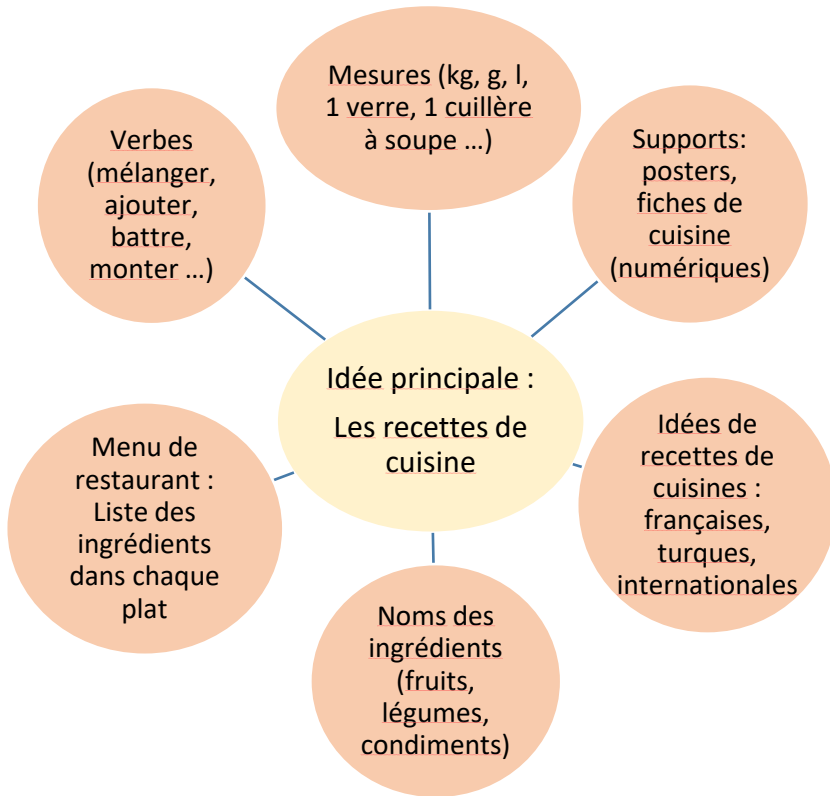 Mesures (kg, g, l,
1 verre, 1 cuillère
à soupe ...)
Verbes
(mélanger,
ajouter,
battre,
monter ...)
Supports:
posters,
fiches de
cuisine
(numériques)
Idée principale :
Les recettes de
cuisine
Menu de
restaurant :
Liste des
ingrédients
dans chaque
plat
Idées de
recettes de
cuisines :
françaises,
turques,
internationales
Noms des
ingrédients
(fruits,
légumes,
condiments)